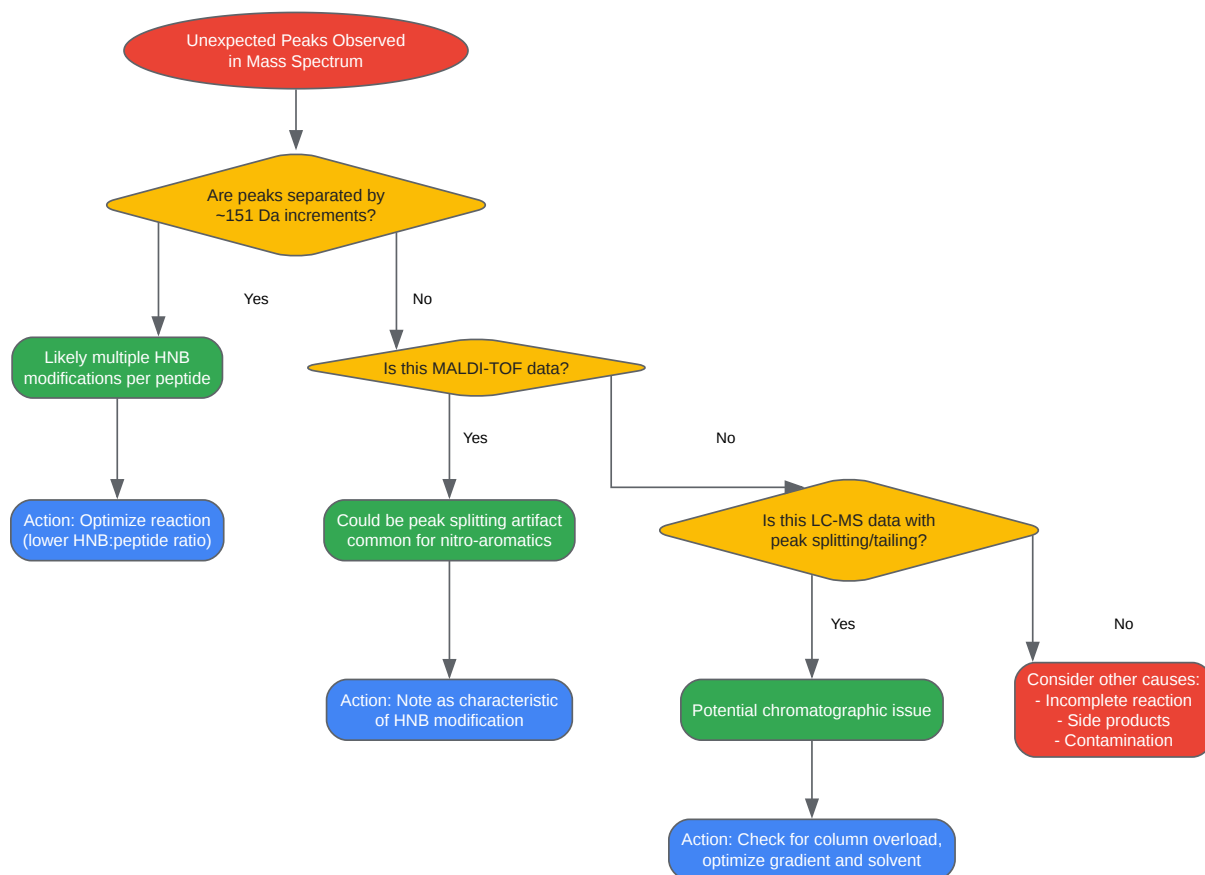 Unexpected Peaks Observed
in Mass Spectrum
Are peaks separated by
~151 Da increments?
Yes
No
Likely multiple HNB
modifications per peptide
Is this MALDI-TOF data?
Yes
No
Action: Optimize reaction
(lower HNB:peptide ratio)
Could be peak splitting artifact
common for nitro-aromatics
Is this LC-MS data with
peak splitting/tailing?
Yes
No
Action: Note as characteristic
of HNB modification
Potential chromatographic issue
Consider other causes:
- Incomplete reaction
- Side products
- Contamination
Action: Check for column overload,
optimize gradient and solvent